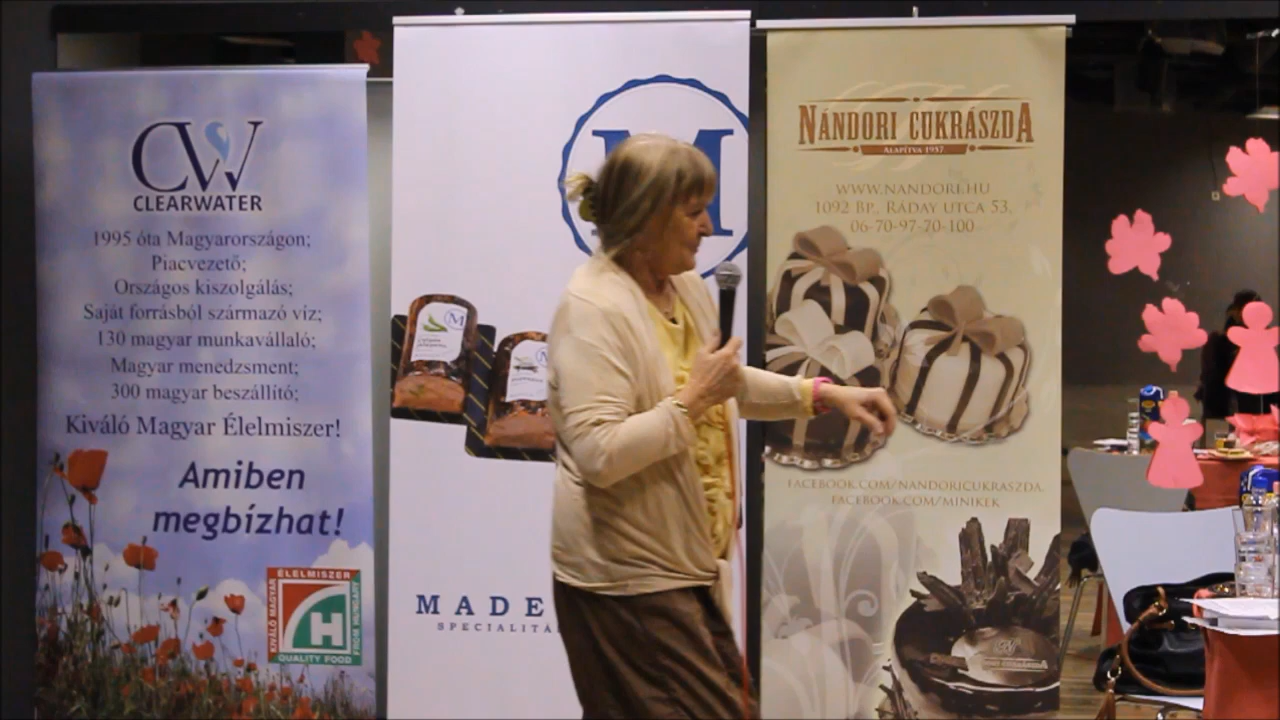 CW
CLEARWATER
1995 óta Magyarországon;
Piacvezető;
Országos kiszolgálás;
Saját forrásból származó víz;
130 magyar munkavállaló;
Magyar menedzsment;
300 magyar beszállító;
Kiváló Magyar Élelmiszer!
Amiben
megbízhat!
ÉLELMISZER
KIVÁLÓ MAGYAR
FROM HUNGARY
H
QUALITY FOOD
M
M
MADE
SPECIALITÁ
NÁNDORI CUKRÁSZDA
ALAPÍTVA 1957.
WWW.NANDORI.HU
1092 BP., RÁDAY UTCA 53.
06-70-97-70-100
FACEBOOK.COM/NANDORICUKRASZDA
FACEBOOK.COM/MINIKEK